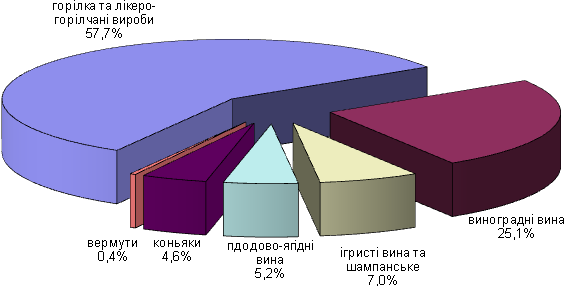 горілка та лікеро-
горілчані вироби
57,7%
виноградні вина
25,1%
ігристі вина та
шампанське
7,0%
пдодово-ягідні
вина
5,2%
коньяки
4,6%
вермути
0,4%